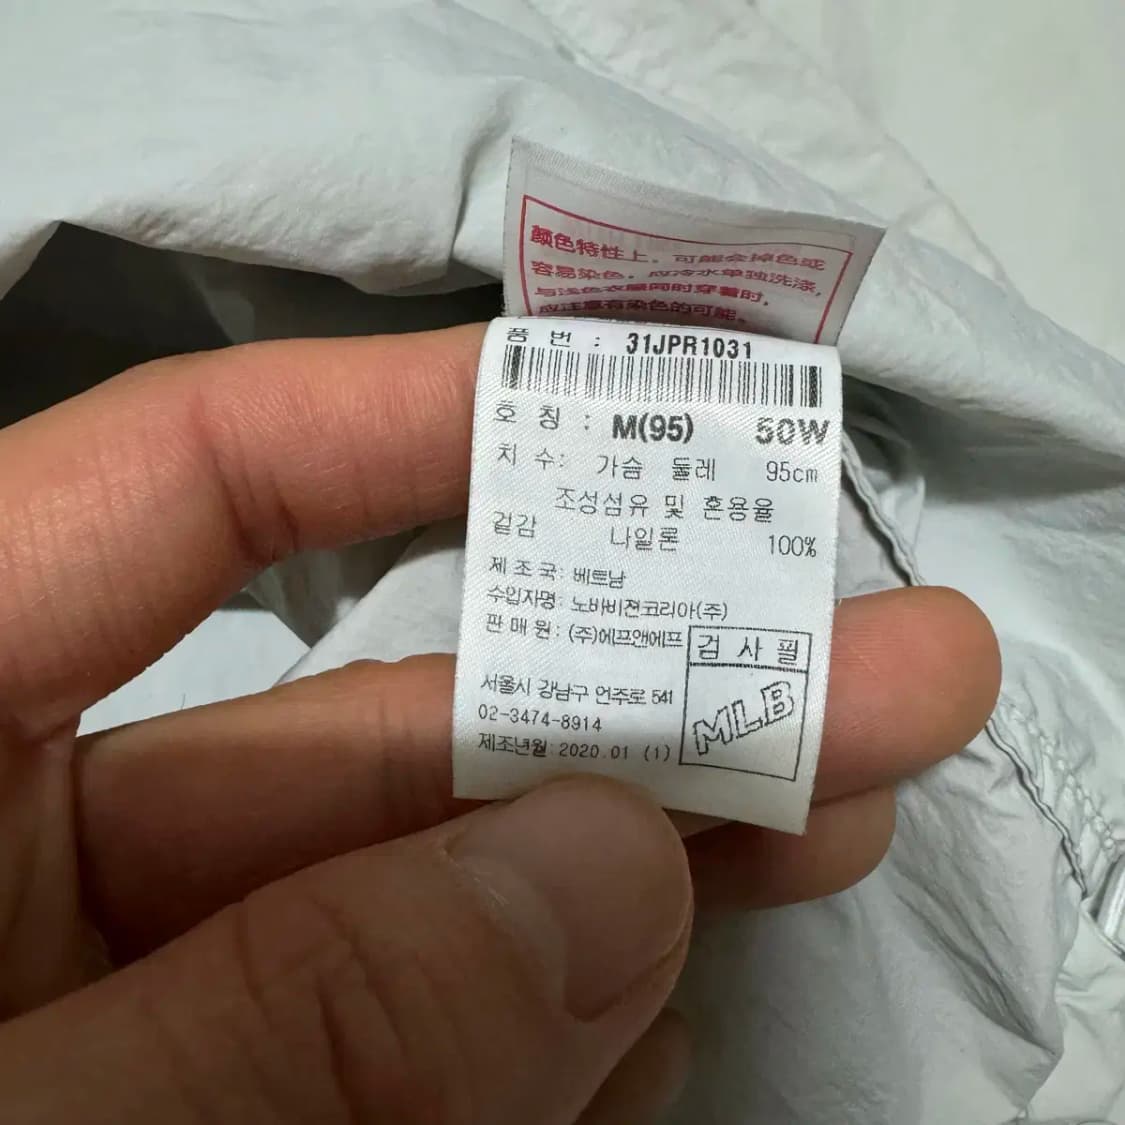 颜色特性上，可能会掉色或
容易染色，应冷水单独洗涤，
与浅色衣服同时穿着时，
应注意有染色的可能。
품 번 : 31JPR1031
호 칭 : M(95) 50W
치 수: 가슴 둘레 95cm
조성섬유 및 혼용율
겉감 나일론 100%
제조국: 베트남
수입자명: 노바비젼코리아(주)
판매원: (주)에프앤에프
검사필
MLB
서울시 강남구 언주로 541
02-3474-8914
제조년월: 2020.01 (1)